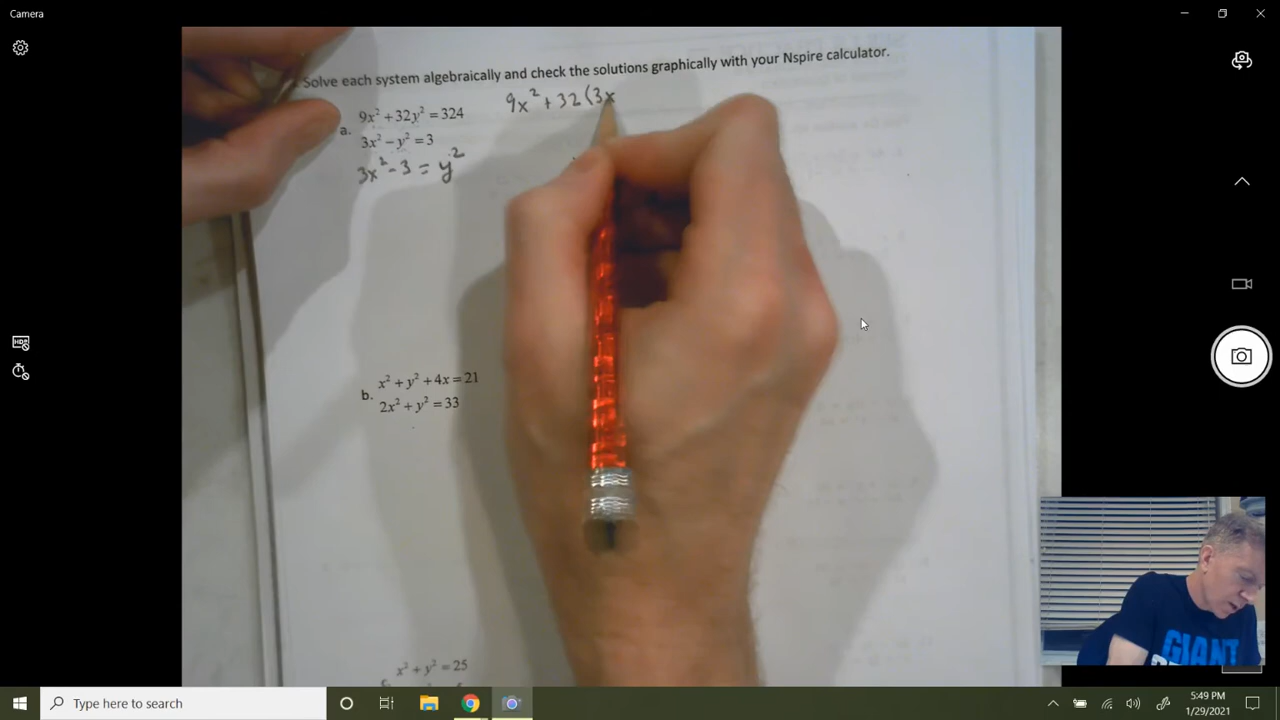 Camera
Solve each system algebraically and check the solutions graphically with your Nspire calculator.
a. 9x² + 32y² = 324
3x² - y² = 3
3x² - 3 = y²
9x² + 32(3x
b. x² + y² + 4x = 21
2x² + y² = 33
x² + y² = 25
GIANT
Type here to search
5:49 PM
1/29/2021